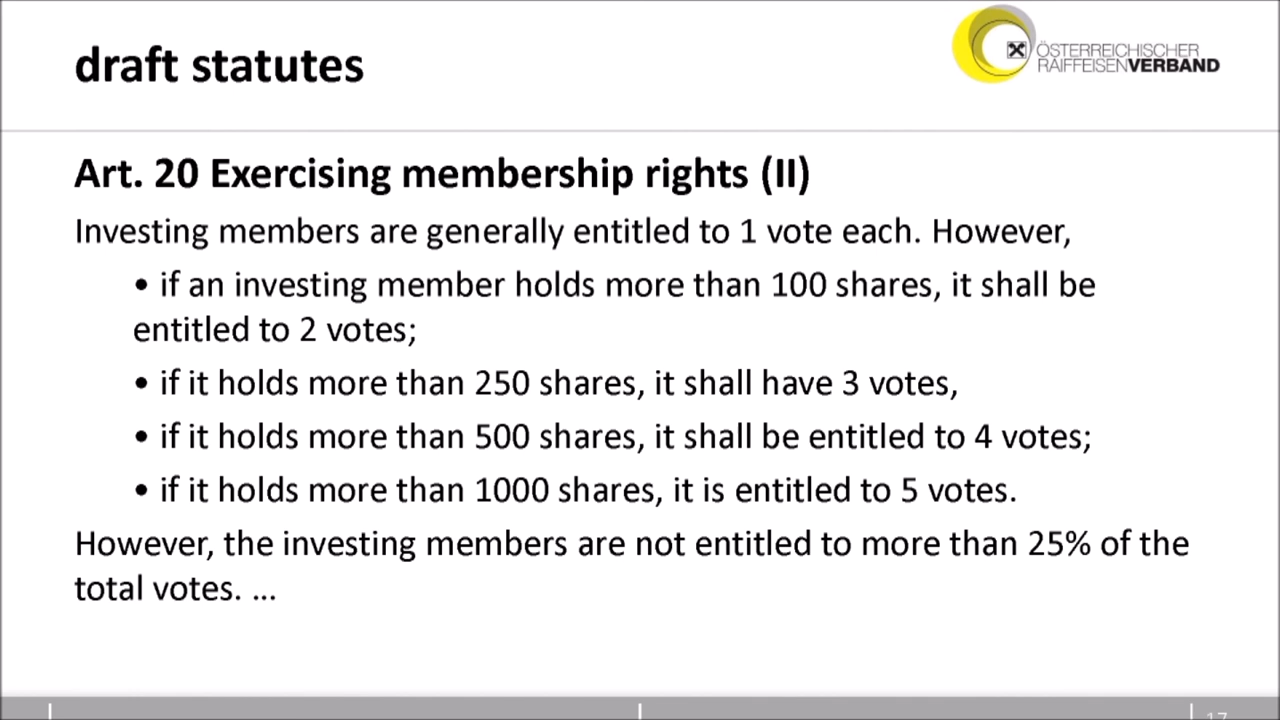 draft statutes
ÖSTERREICHISCHER
RAIFFEISENVERBAND
Art. 20 Exercising membership rights (II)
Investing members are generally entitled to 1 vote each. However,
• if an investing member holds more than 100 shares, it shall be
entitled to 2 votes;
• if it holds more than 250 shares, it shall have 3 votes,
• if it holds more than 500 shares, it shall be entitled to 4 votes;
• if it holds more than 1000 shares, it is entitled to 5 votes.
However, the investing members are not entitled to more than 25% of the
total votes. ...
17